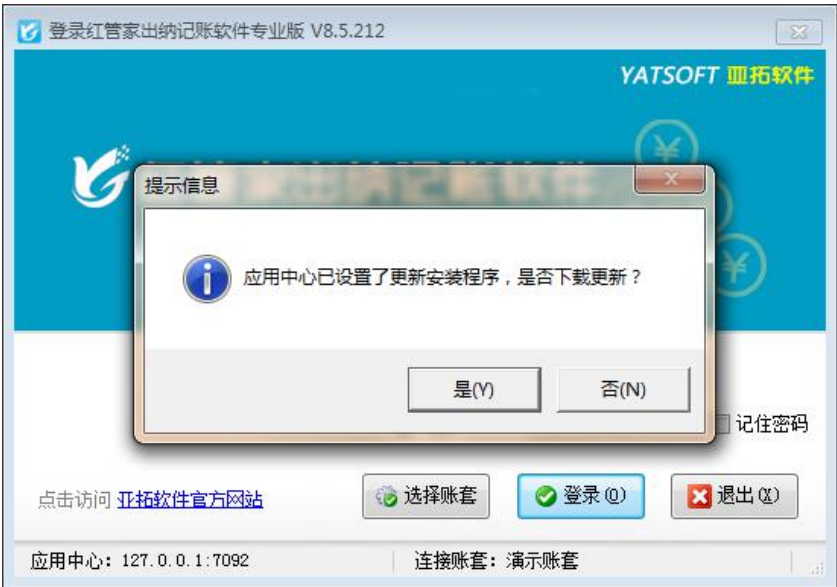 登录红管家出纳记账软件专业版 V8.5.212
YATSOFT 亚拓软件
提示信息
应用中心已设置了更新安装程序，是否下载更新？
是(Y) 否(N)
记住密码
点击访问 亚拓软件官方网站 选择账套 登录(O) 退出(X)
应用中心：127.0.0.1:7092 连接账套：演示账套